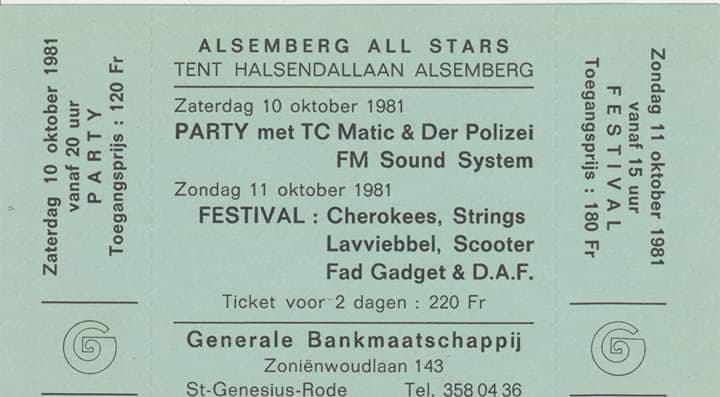 Zaterdag 10 oktober 1981
vanaf 20 uur
PARTY
Toegangsprijs : 120 Fr
ALSEMBERG ALL STARS
TENT HALSENDALLAAN ALSEMBERG
Zaterdag 10 oktober 1981
PARTY met TC Matic & Der Polizei
FM Sound System
Zondag 11 oktober 1981
FESTIVAL : Cherokees, Strings
Lavviebbel, Scooter
Fad Gadget & D.A.F.
Ticket voor 2 dagen : 220 Fr
Generale Bankmaatschappij
Zoniënwoudlaan 143
St-Genesius-Rode Tel. 358 04 36
Zondag 11 oktober 1981
vanaf 15 uur
FESTIVAL
Toegangsprijs : 180 Fr